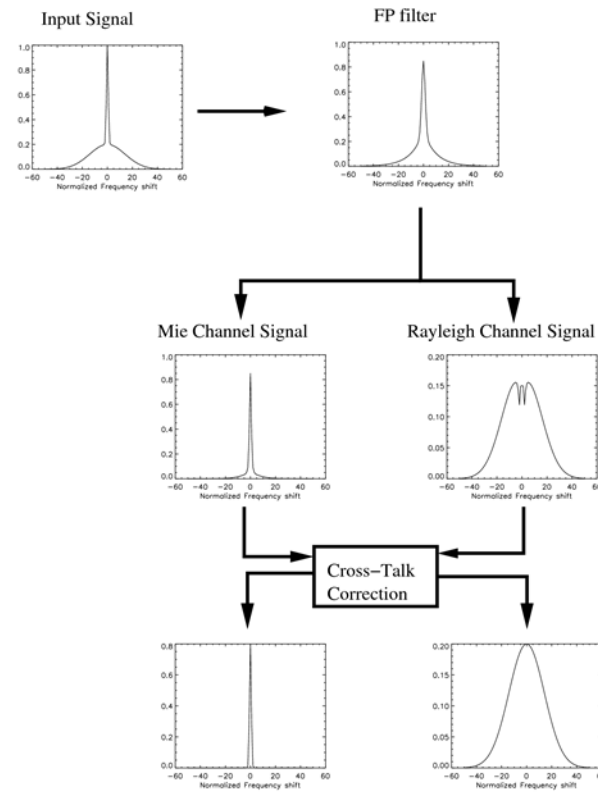 Input Signal
FP filter
1.0
0.8
0.6
0.4
0.2
0.0
-60 -40 -20 0 20 40 60
Normalized Frequency shift
1.0
0.8
0.6
0.4
0.2
0.0
-60 -40 -20 0 20 40 60
Normalized Frequency shift
Mie Channel Signal
Rayleigh Channel Signal
1.0
0.8
0.6
0.4
0.2
0.0
-60 -40 -20 0 20 40 60
Normalized Frequency shift
0.20
0.15
0.10
0.05
0.00
-60 -40 -20 0 20 40 60
Normalized Frequency shift
Cross-Talk
Correction
0.8
0.6
0.4
0.2
0.0
-60 -40 -20 0 20 40 60
Normalized Frequency shift
0.20
0.15
0.10
0.05
0.00
-60 -40 -20 0 20 40 60
Normalized Frequency shift